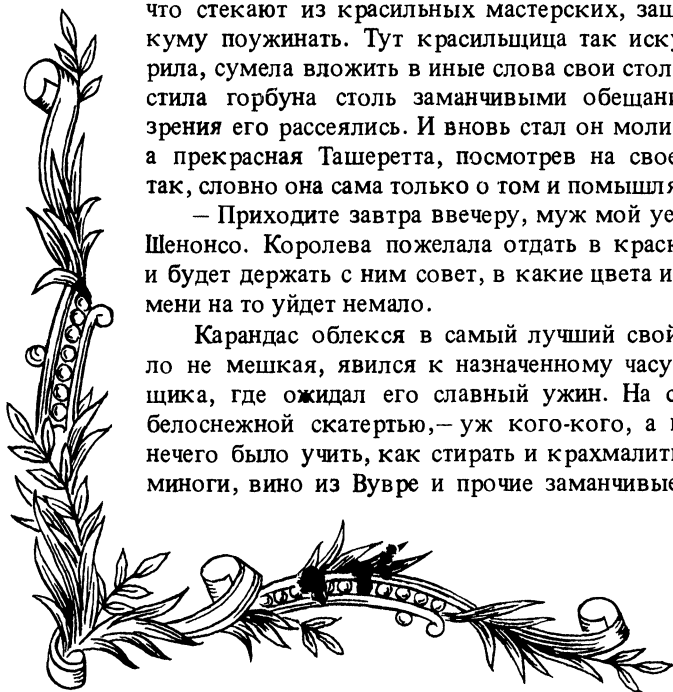 что стекают из красильных мастерских, защ
куму поужинать. Тут красильщица так иску
рила, сумела вложить в иные слова свои стол
стила горбуна столь заманчивыми обещани
зрения его рассеялись. И вновь стал он моли
а прекрасная Ташеретта, посмотрев на свое
так, словно она сама только о том и помышля
— Приходите завтра ввечеру, муж мой уе
Шенонсо. Королева пожелала отдать в краск
и будет держать с ним совет, в какие цвета и
мени на то уйдет немало.
Карандас облекся в самый лучший свой
ло не мешкая, явился к назначенному часу
щика, где ожидал его славный ужин. На с
белоснежной скатертью,— уж кого-кого, а
нечего было учить, как стирать и крахмалить
миноги, вино из Вувре и прочие заманчивые